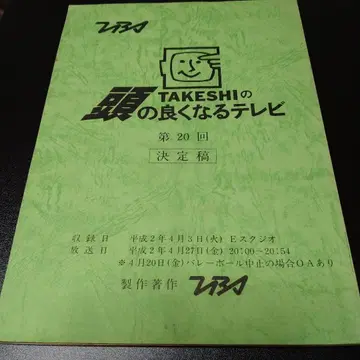 TBS
TAKESHIの
頭の良くなるテレビ
第20回
決定稿
収録日 平成2年4月3日(火) Eスタジオ
放送日 平成2年4月27日(金) 20:00〜20:54
※4月20日(金)バレーボール中止の場合OAあり
製作著作 TBS